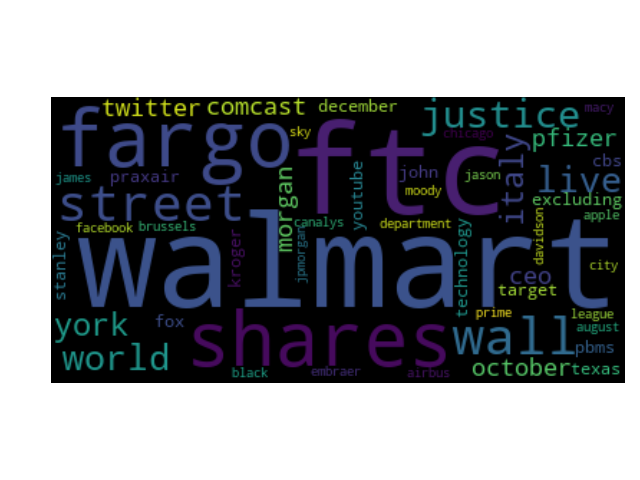 twitter comcast december justice macy
fargo sky ftc chicago pfizer
james praxair morgan youtube john moody jason italy live cbs
street canalys department excluding apple
facebook brussels
stanley walmart kroger jpmorgan technology davidson city
ceo target
york fox shares prime league
world wall august pbms
black embraer airbus october texas